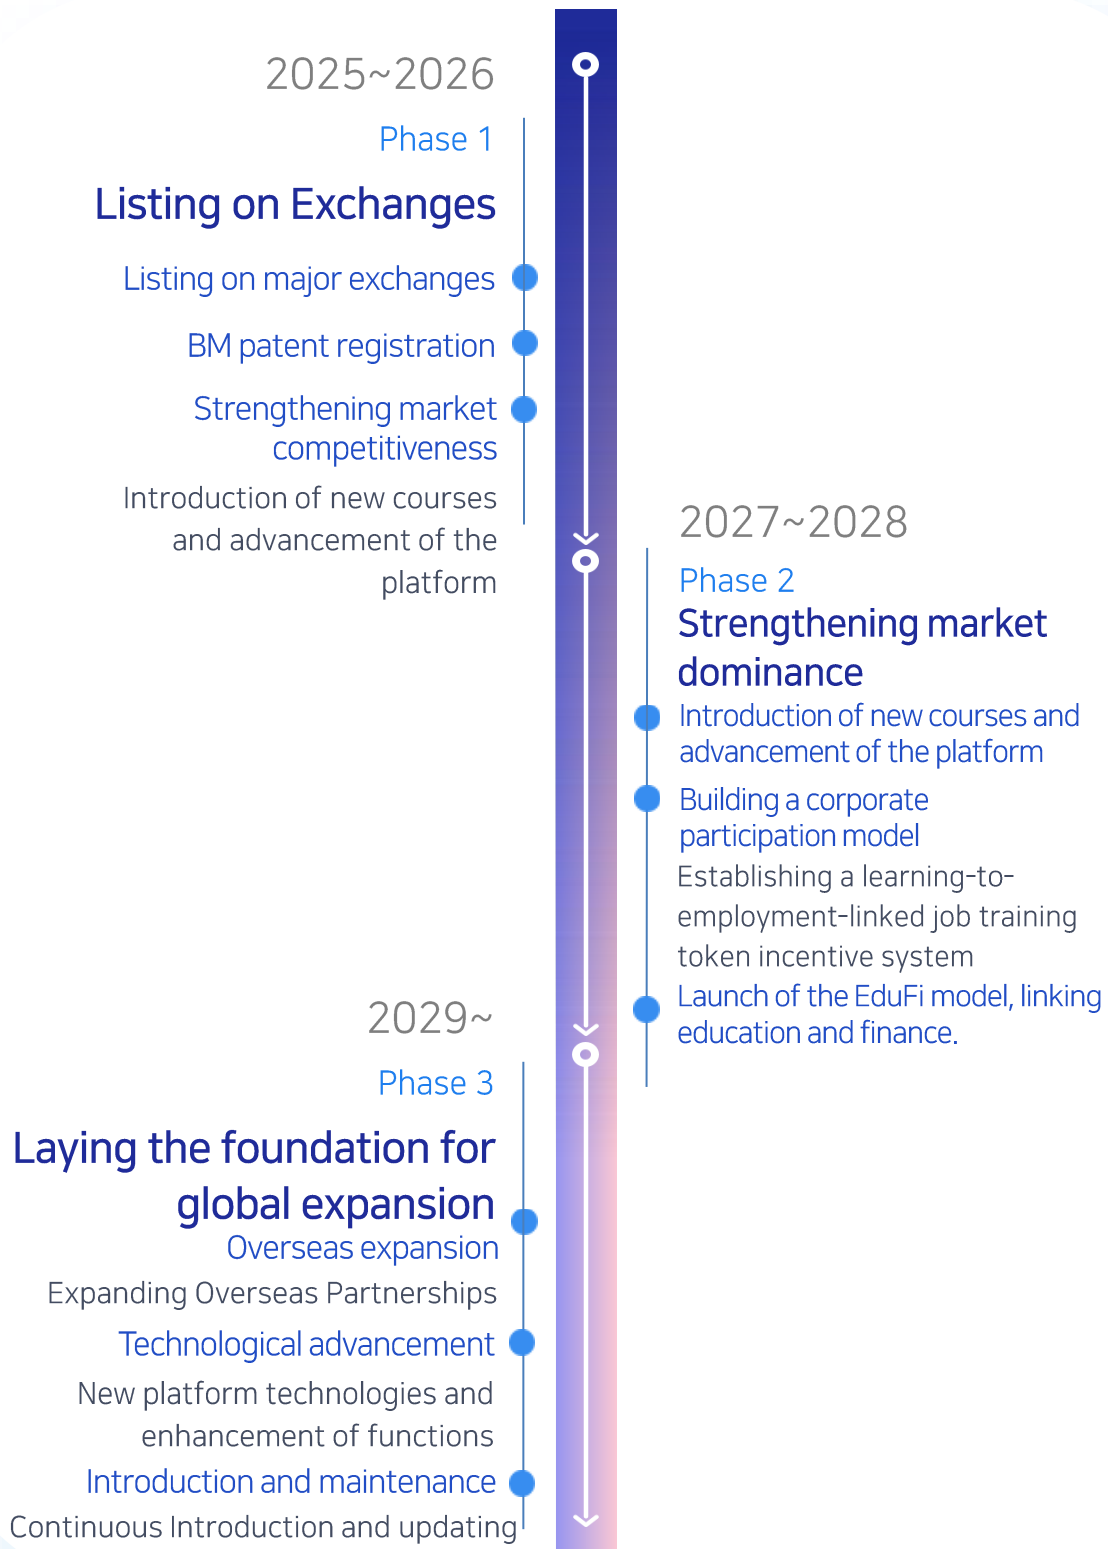 2025~2026
Phase 1
Listing on Exchanges
Listing on major exchanges
BM patent registration
Strengthening market
competitiveness
Introduction of new courses
and advancement of the
platform
2027~2028
Phase 2
Strengthening market
dominance
Introduction of new courses and
advancement of the platform
Building a corporate
participation model
Establishing a learning-to-
employment-linked job training
token incentive system
Launch of the EduFi model, linking
education and finance.
2029~
Phase 3
Laying the foundation for
global expansion
Overseas expansion
Expanding Overseas Partnerships
Technological advancement
New platform technologies and
enhancement of functions
Introduction and maintenance
Continuous Introduction and updating